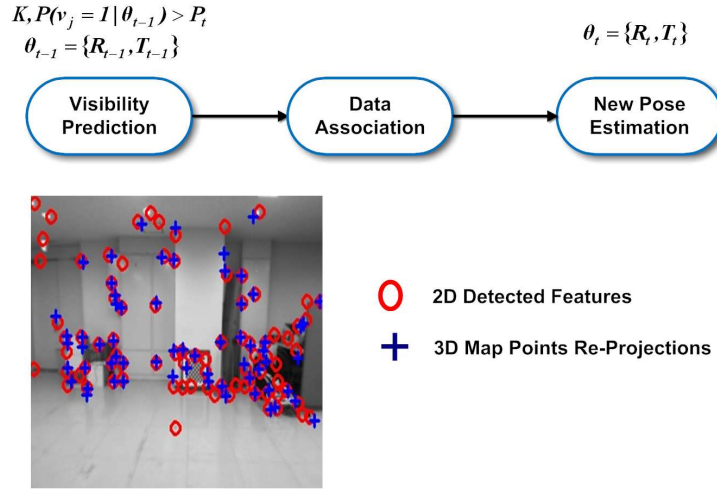 K, P(v_j = 1 | θ_{t-1}) > P_t
θ_{t-1} = {R_{t-1}, T_{t-1}}
θ_t = {R_t, T_t}
Visibility Prediction
Data Association
New Pose Estimation
2D Detected Features
3D Map Points Re-Projections